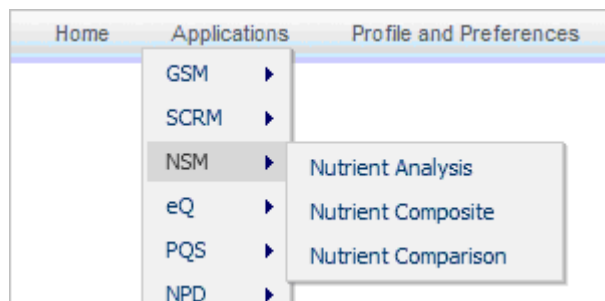 Home Applications Profile and Preferences
GSM
SCRM
NSM
Nutrient Analysis
eQ
Nutrient Composite
PQS
Nutrient Comparison
NPD